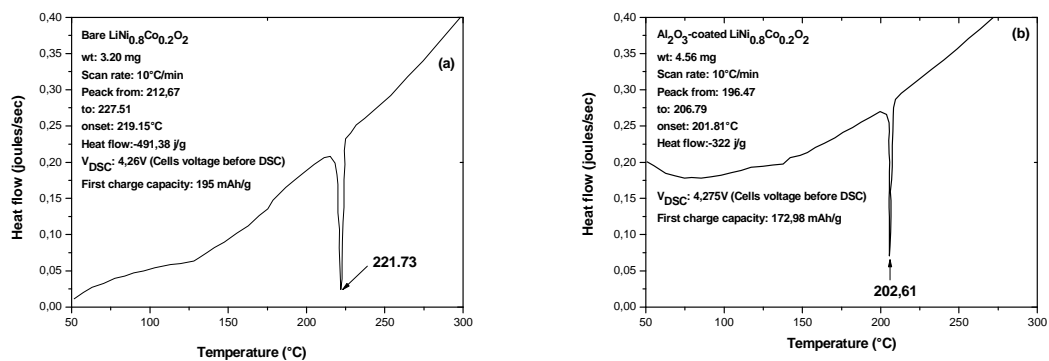 Bare LiNi0.8Co0.2O2
wt: 3.20 mg
Scan rate: 10°C/min
Peack from: 212,67
to: 227.51
onset: 219.15°C
Heat flow:-491,38 j/g
VDSC: 4,26V (Cells voltage before DSC)
First charge capacity: 195 mAh/g
(a)
221.73
0,40
0,35
0,30
0,25
0,20
0,15
0,10
0,05
0,00
Heat flow (joules/sec)
50
100
150
200
250
300
Temperature (°C)
Al2O3-coated LiNi0.8Co0.2O2
(b)
wt: 4.56 mg
Scan rate: 10°C/min
Peack from: 196.47
to: 206.79
onset: 201.81°C
Heat flow:-322 j/g
VDSC: 4,275V (Cells voltage before DSC)
First charge capacity: 172,98 mAh/g
202,61
0,40
0,35
0,30
0,25
0,20
0,15
0,10
0,05
0,00
Heat flow (joules/sec)
50
100
150
200
250
300
Temperature (°C)